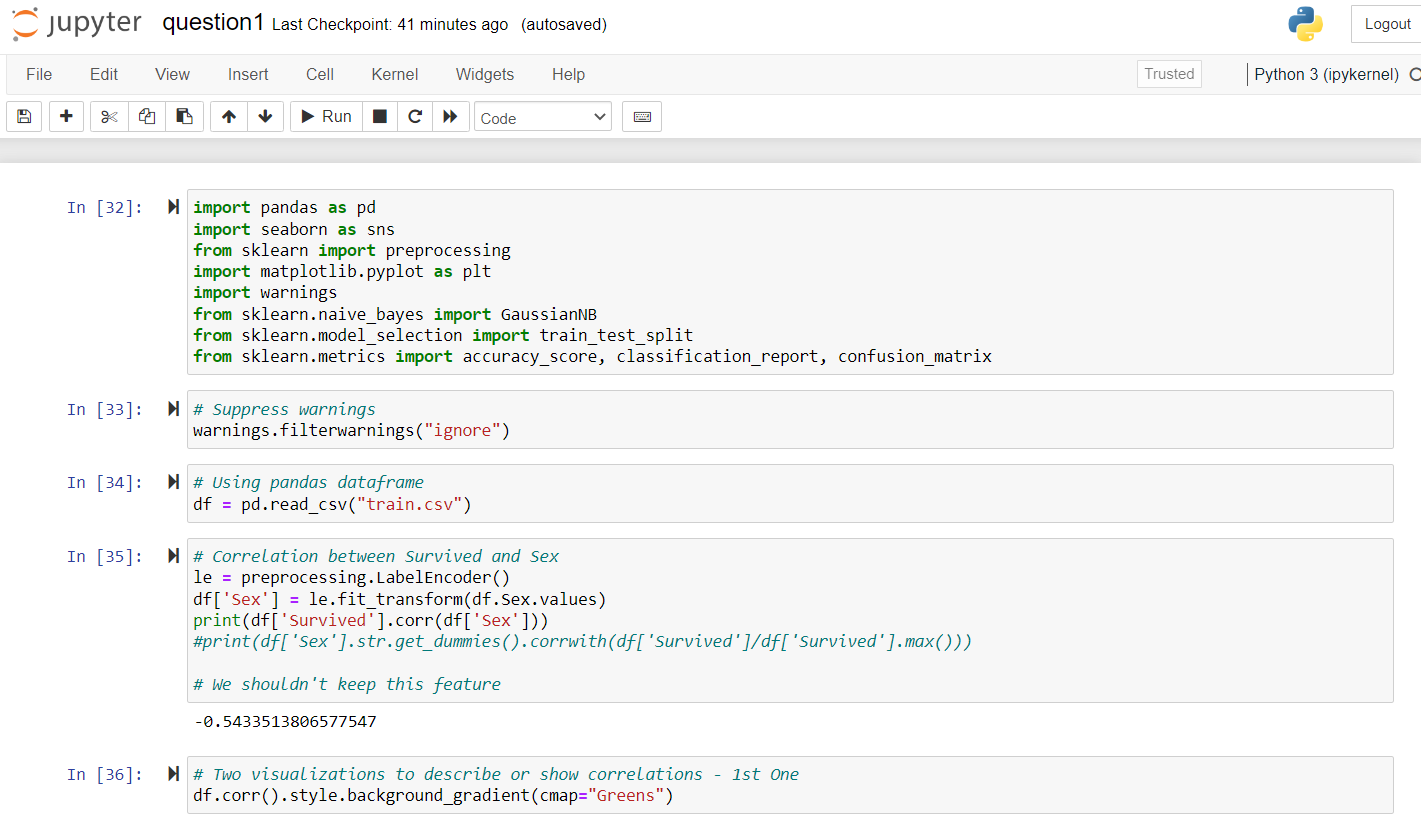 jupyter question1 Last Checkpoint: 41 minutes ago (autosaved) Logout
File Edit View Insert Cell Kernel Widgets Help Trusted Python 3 (ipykernel)
Run Code
In [32]: import pandas as pd
import seaborn as sns
from sklearn import preprocessing
import matplotlib.pyplot as plt
import warnings
from sklearn.naive_bayes import GaussianNB
from sklearn.model_selection import train_test_split
from sklearn.metrics import accuracy_score, classification_report, confusion_matrix
In [33]: # Suppress warnings
warnings.filterwarnings("ignore")
In [34]: # Using pandas dataframe
df = pd.read_csv("train.csv")
In [35]: # Correlation between Survived and Sex
le = preprocessing.LabelEncoder()
df['Sex'] = le.fit_transform(df.Sex.values)
print(df['Survived'].corr(df['Sex']))
#print(df['Sex'].str.get_dummies().corrwith(df['Survived']/df['Survived'].max()))
# We shouldn't keep this feature
-0.5433513806577547
In [36]: # Two visualizations to describe or show correlations - 1st One
df.corr().style.background_gradient(cmap="Greens")